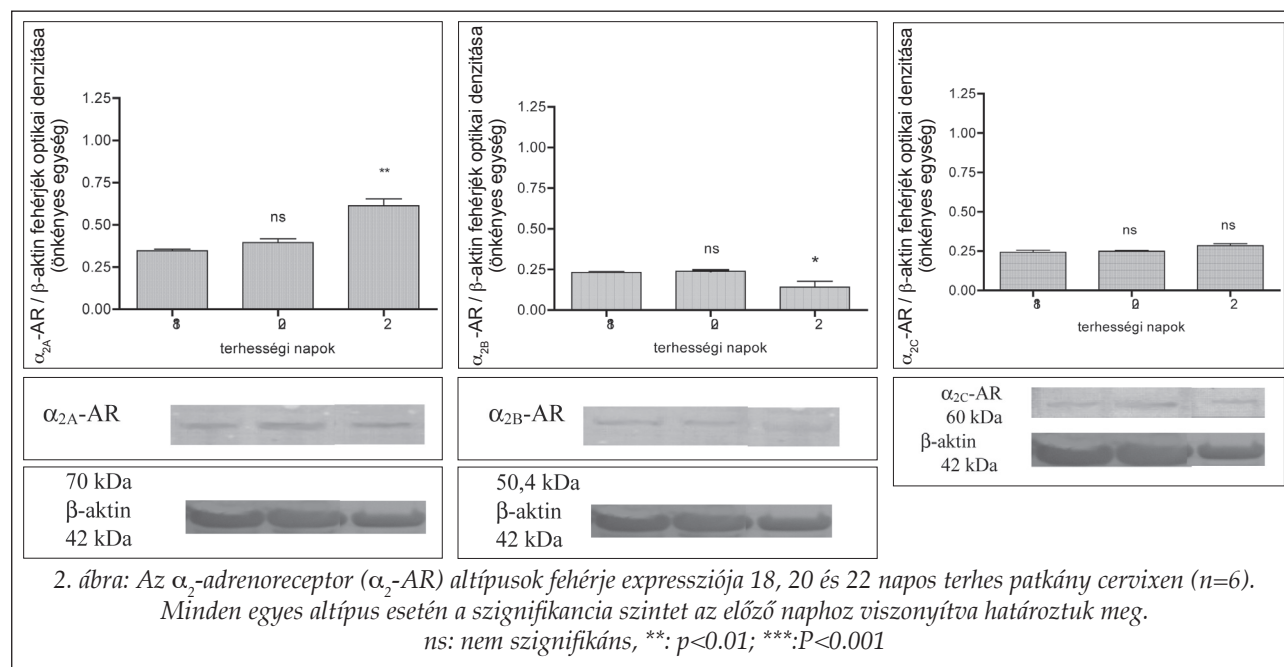 α2A-AR / β-aktin fehérjék optikai denzitása
(önkényes egység)
1.25
1.00
0.75
0.50
0.25
0.00
ns
**
2
terhességi napok
α2B-AR / β-aktin fehérjék optikai denzitása
(önkényes egység)
1.25
1.00
0.75
0.50
0.25
0.00
ns
*
2
terhességi napok
α2C-AR / β-aktin fehérjék optikai denzitása
(önkényes egység)
1.25
1.00
0.75
0.50
0.25
0.00
ns
ns
2
terhességi napok
α2A-AR
70 kDa
β-aktin
42 kDa
α2B-AR
50,4 kDa
β-aktin
42 kDa
α2C-AR
60 kDa
β-aktin
42 kDa
2. ábra: Az α2-adrenoreceptor (α2-AR) altípusok fehérje expressziója 18, 20 és 22 napos terhes patkány cervixen (n=6).
Minden egyes altípus esetén a szignifikancia szintet az előző naphoz viszonyítva határoztuk meg.
ns: nem szignifikáns, **: p<0.01; ***:P<0.001